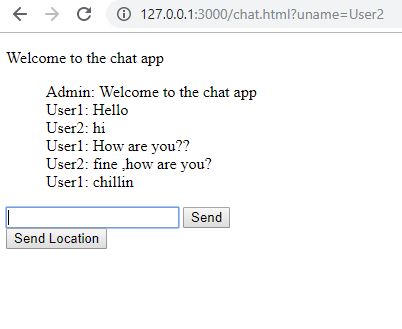 127.0.0.1:3000/chat.html?uname=User2
Welcome to the chat app
Admin: Welcome to the chat app
User1: Hello
User2: hi
User1: How are you??
User2: fine ,how are you?
User1: chillin
Send
Send Location